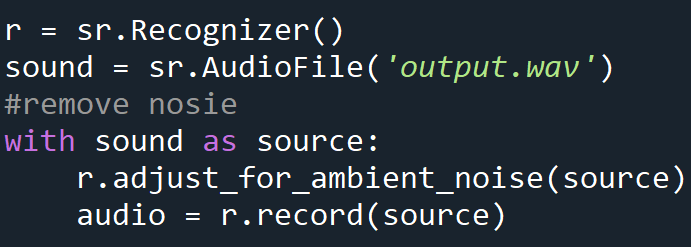 r = sr.Recognizer()
sound = sr.AudioFile('output.wav')
#remove nosie
with sound as source:
    r.adjust_for_ambient_noise(source)
    audio = r.record(source)